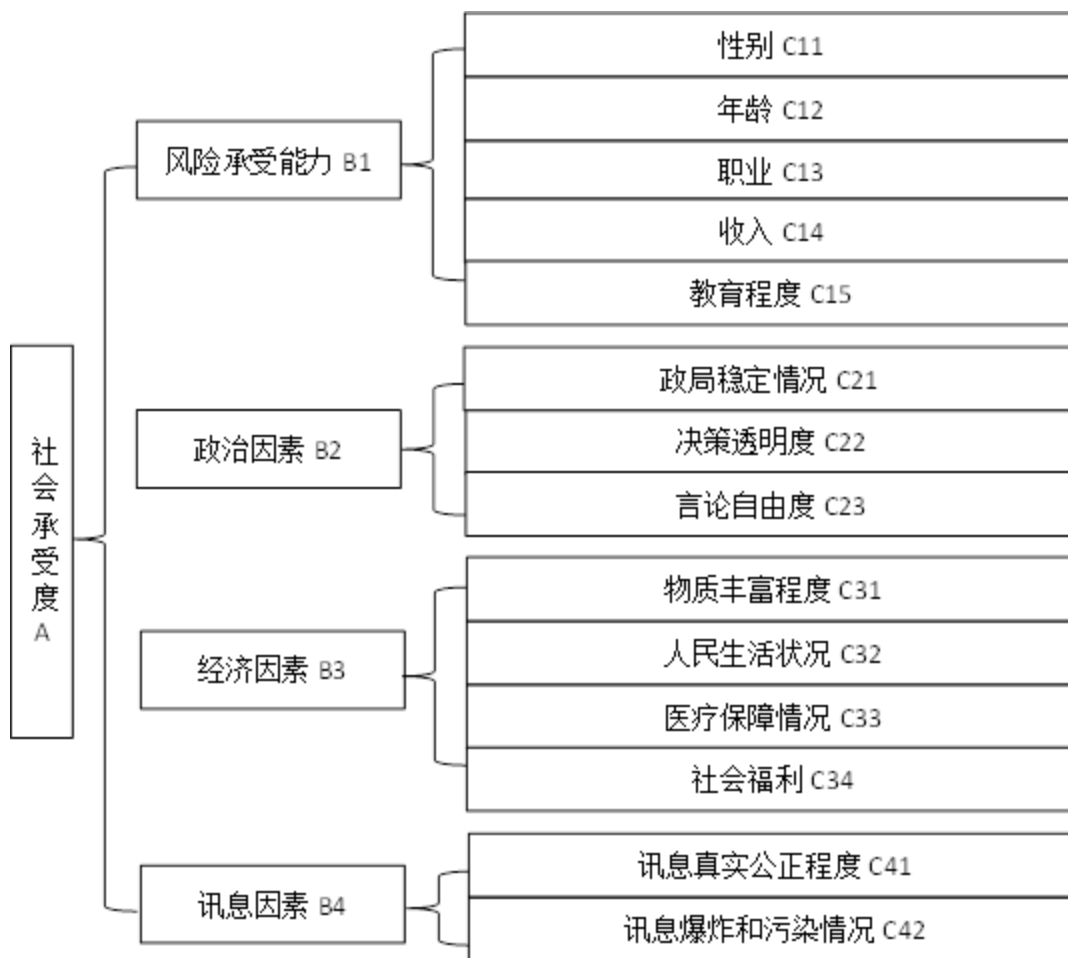 社会承受度 A
风险承受能力 B1
性别 C11
年龄 C12
职业 C13
收入 C14
教育程度 C15
政治因素 B2
政局稳定情况 C21
决策透明度 C22
言论自由度 C23
经济因素 B3
物质丰富程度 C31
人民生活状况 C32
医疗保障情况 C33
社会福利 C34
讯息因素 B4
讯息真实公正程度 C41
讯息爆炸和污染情况 C42